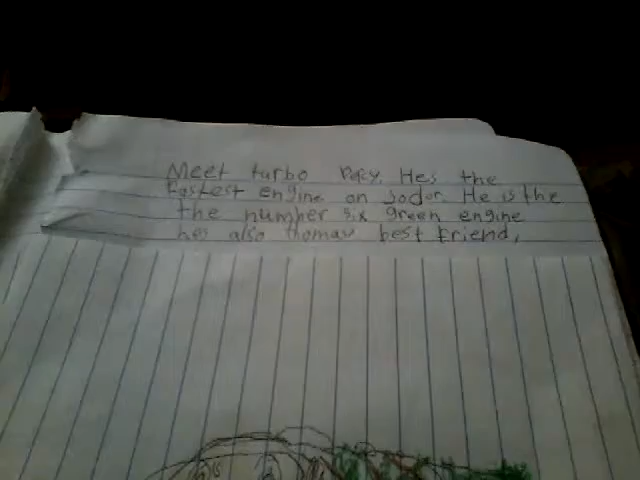 Meet turbo Percy. Hes the
fastest engine on sodor. He is the
the number six green engine
hes also thomas best friend,